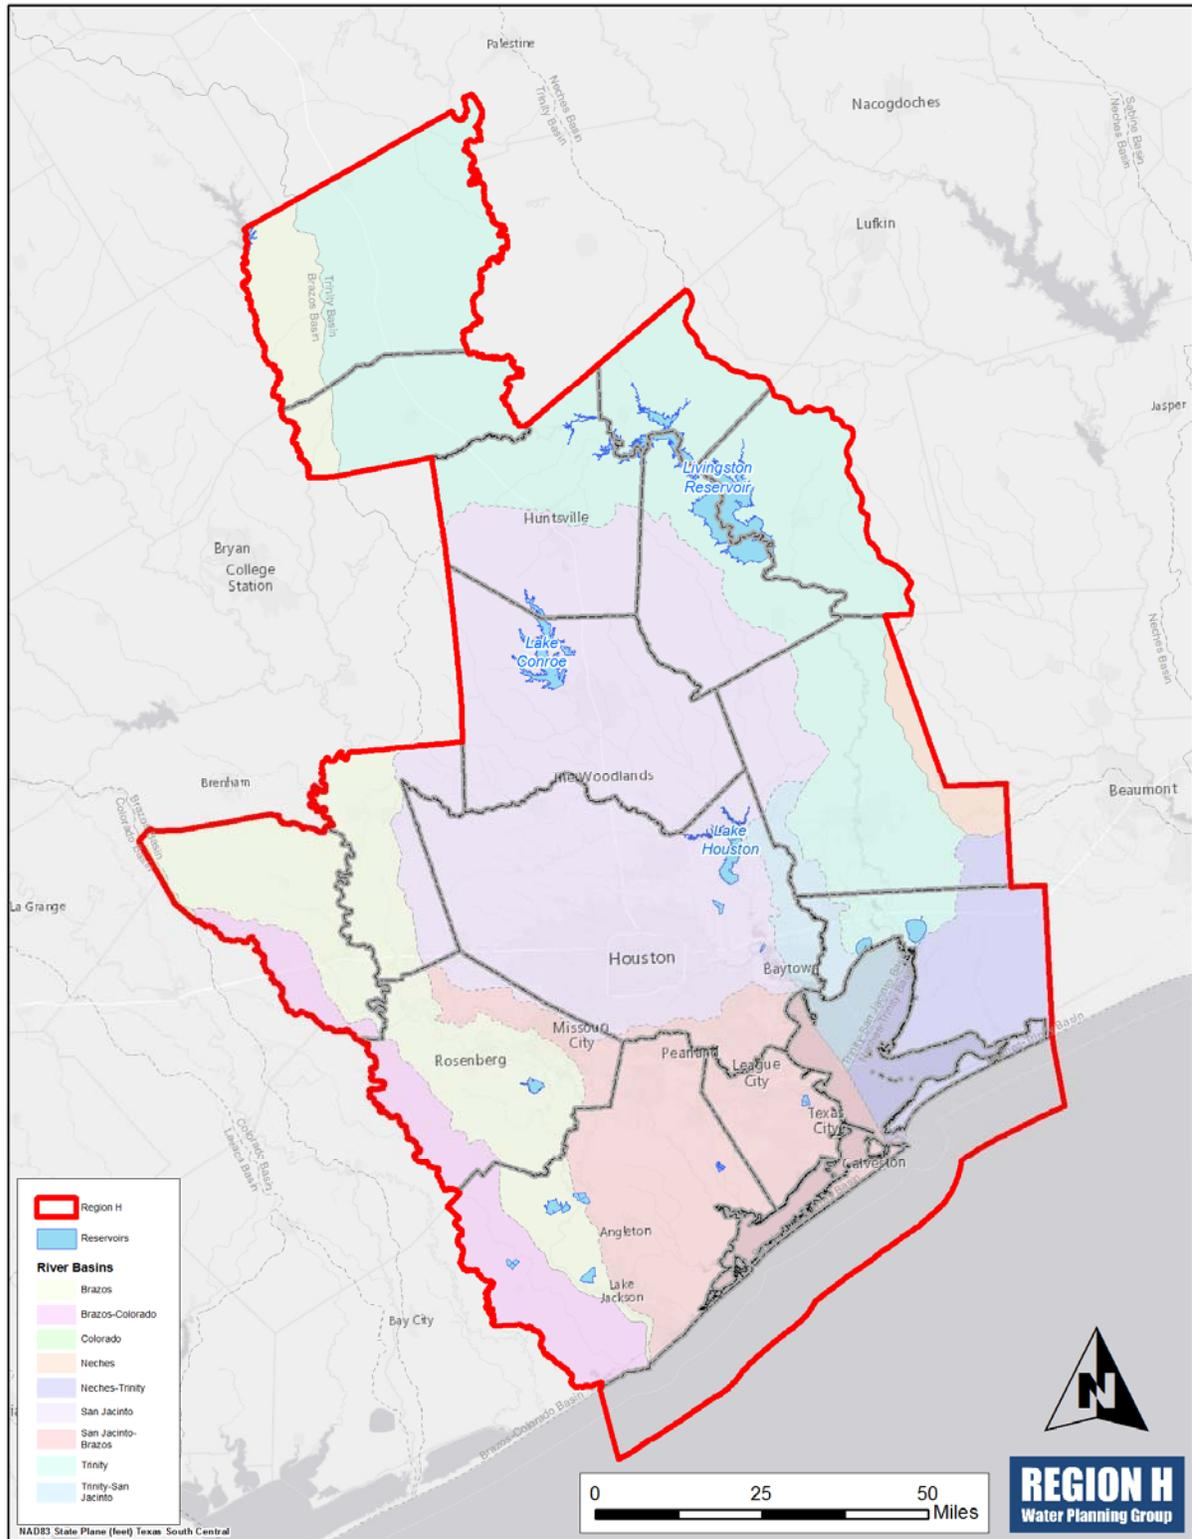 Palestine
Neches Basin
Trinity Basin
Nacogdoches
Sabine Basin
Neches Basin
Lufkin
Trinity Basin
Brazos Basin
Jasper
Livingston
Reservoir
Huntsville
Bryan
College
Station
Neches Basin
Lake
Conroe
The Woodlands
Brenham
Beaumont
Brazos Basin
Colorado Basin
Lake
Houston
La Grange
Houston
Baytown
Missouri
City
Rosenberg
Pearland
League
City
Texas
City
Galveston
Colorado Basin
Lavaca Basin
Angleton
Lake
Jackson
Bay City
Brazos-Colorado Basin
Region H
Reservoirs
River Basins
Brazos
Brazos-Colorado
Colorado
Neches
Neches-Trinity
San Jacinto
San Jacinto-
Brazos
Trinity
Trinity-San
Jacinto
N
0 25 50
Miles
REGION H
Water Planning Group
NAD83 State Plane (feet) Texas South Central